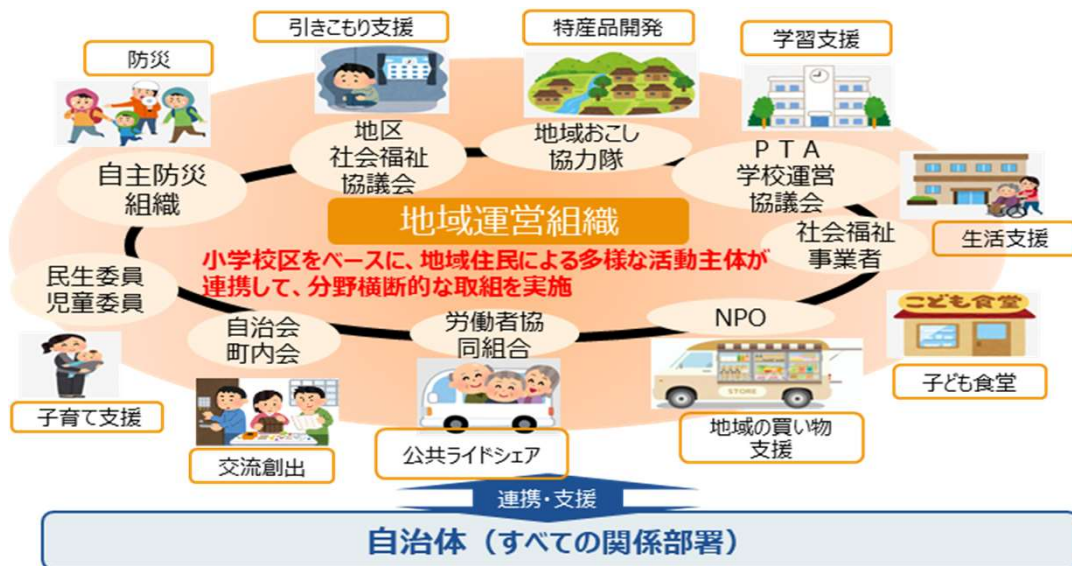 引きこもり支援
特産品開発
学習支援
防災
地区
社会福祉
協議会
地域おこし
協力隊
PTA
学校運営
協議会
自主防災
組織
地域運営組織
社会福祉
事業者
生活支援
小学校区をベースに、地域住民による多様な活動主体が
連携して、分野横断的な取組を実施
民生委員
児童委員
自治会
町内会
労働者協
同組合
NPO
こども食堂
STORE
子育て支援
交流創出
公共ライドシェア
地域の買い物
支援
子ども食堂
連携・支援
自治体（すべての関係部署）